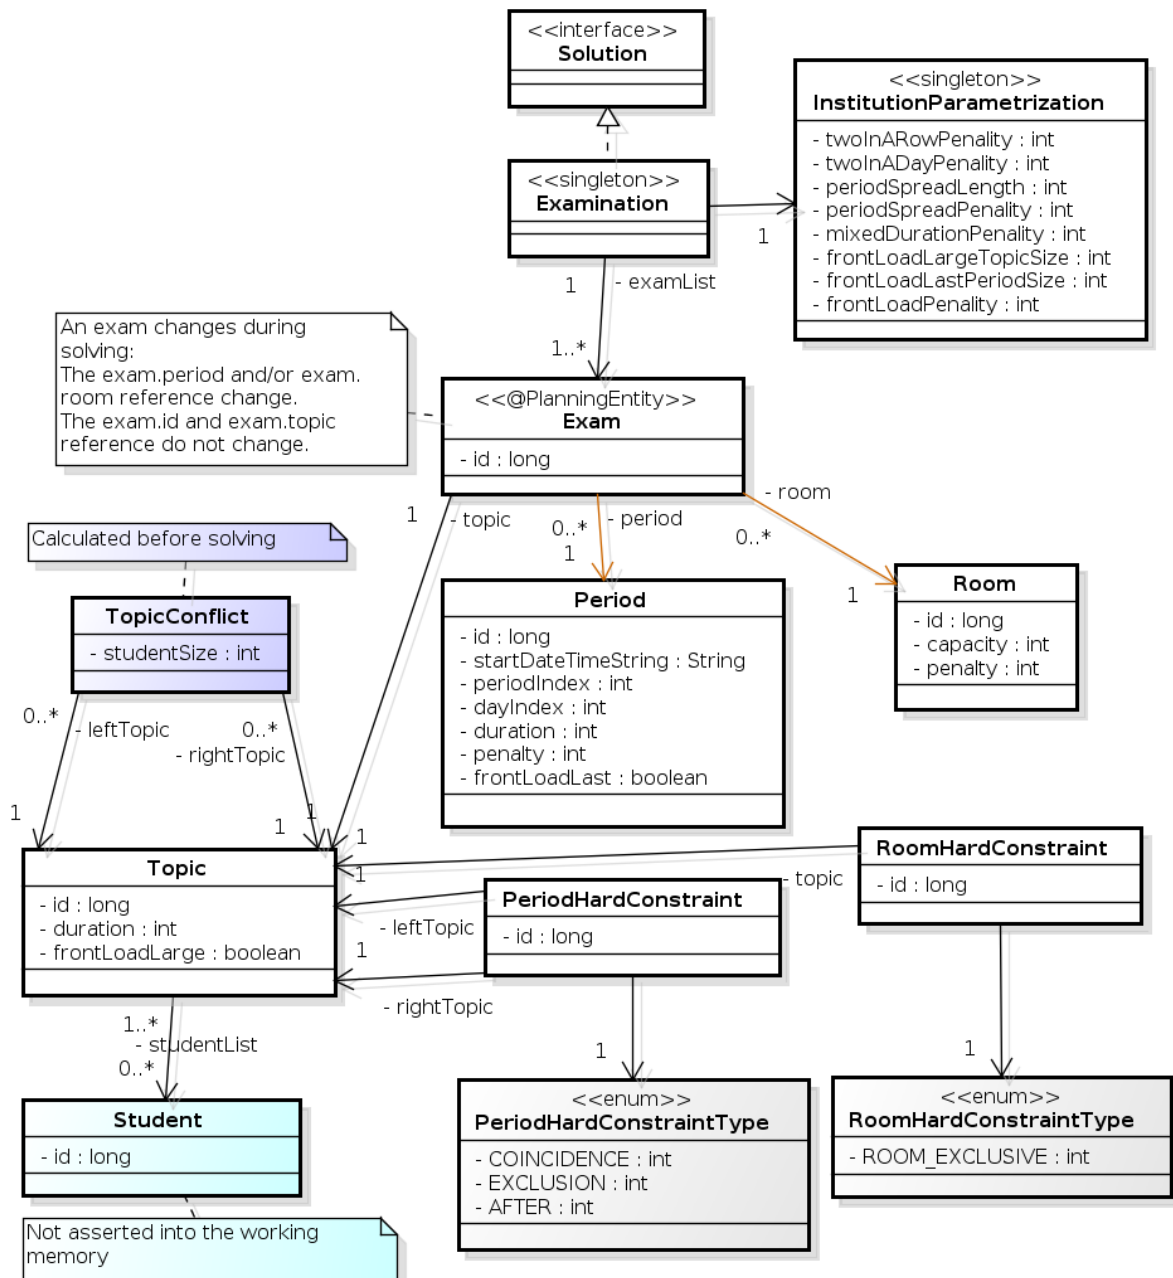 <<interface>>
Solution
<<singleton>>
InstitutionParametrization
- twoInARowPenality : int
- twoInADayPenality : int
- periodSpreadLength : int
- periodSpreadPenality : int
- mixedDurationPenality : int
- frontLoadLargeTopicSize : int
- frontLoadLastPeriodSize : int
- frontLoadPenality : int
<<singleton>>
Examination
1
1
- examList
1..*
An exam changes during
solving:
The exam.period and/or exam.
room reference change.
The exam.id and exam.topic
reference do not change.
<<@PlanningEntity>>
Exam
- id : long
1
- topic
0..*
- period
1
- room
0..*
1
Calculated before solving
TopicConflict
- studentSize : int
0..*
- leftTopic
0..*
- rightTopic
1
1
1
1
Period
- id : long
- startDateTimeString : String
- periodIndex : int
- dayIndex : int
- duration : int
- penalty : int
- frontLoadLast : boolean
Room
- id : long
- capacity : int
- penalty : int
Topic
- id : long
- duration : int
- frontLoadLarge : boolean
1
- leftTopic
1
- rightTopic
PeriodHardConstraint
- id : long
- topic
RoomHardConstraint
- id : long
1..*
- studentList
0..*
1
1
Student
- id : long
Not asserted into the working
memory
<<enum>>
PeriodHardConstraintType
- COINCIDENCE : int
- EXCLUSION : int
- AFTER : int
<<enum>>
RoomHardConstraintType
- ROOM_EXCLUSIVE : int